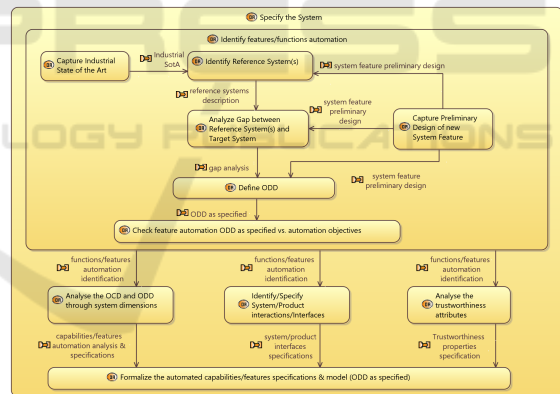 Specify the System
Identify features/functions automation
Capture Industrial
State of the Art
Industrial
SotA
Identify Reference System(s)
system feature preliminary design
reference systems
description
system feature
preliminary
design
Analyze Gap between
Reference System(s) and
Target System
Capture Preliminary
Design of new
System Feature
gap analysis
system feature
preliminary design
Define ODD
ODD as specified
Check feature automation ODD as specified vs. automation objectives
functions/features
automation
identification
functions/features
automation
identification
functions/features
automation
identification
Analyse the OCD and ODD
through system dimensions
Identify/Specify
System/Product
interactions/Interfaces
Analyse the
trustworthiness
attributes
capabilities/features
automation analysis &
specifications
system/product
interfaces
specifications
Trustworthiness
properties
specification
Formalize the automated capabilities/features specifications & model (ODD as specified)